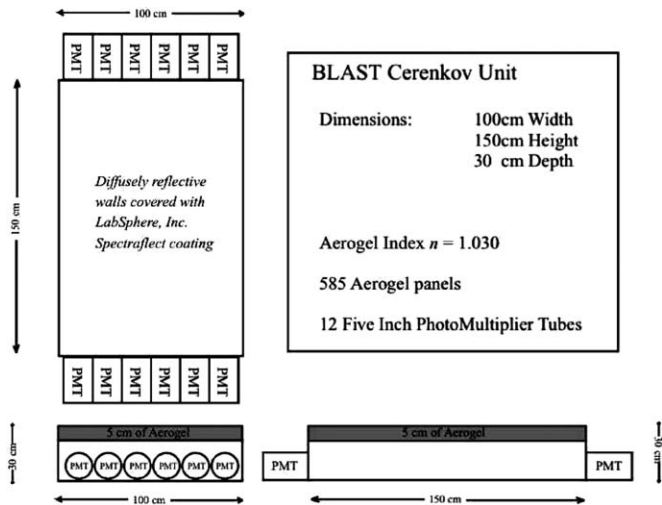 100 cm
PMT PMT PMT PMT PMT PMT
150 cm
Diffusely reflective
walls covered with
LabSphere, Inc.
Spectraflect coating
PMT PMT PMT PMT PMT PMT
BLAST Cerenkov Unit
Dimensions: 100cm Width
150cm Height
30 cm Depth
Aerogel Index n = 1.030
585 Aerogel panels
12 Five Inch PhotoMultiplier Tubes
30 cm
5 cm of Aerogel
PMT PMT PMT PMT PMT PMT
100 cm
5 cm of Aerogel
PMT PMT
150 cm
30 cm